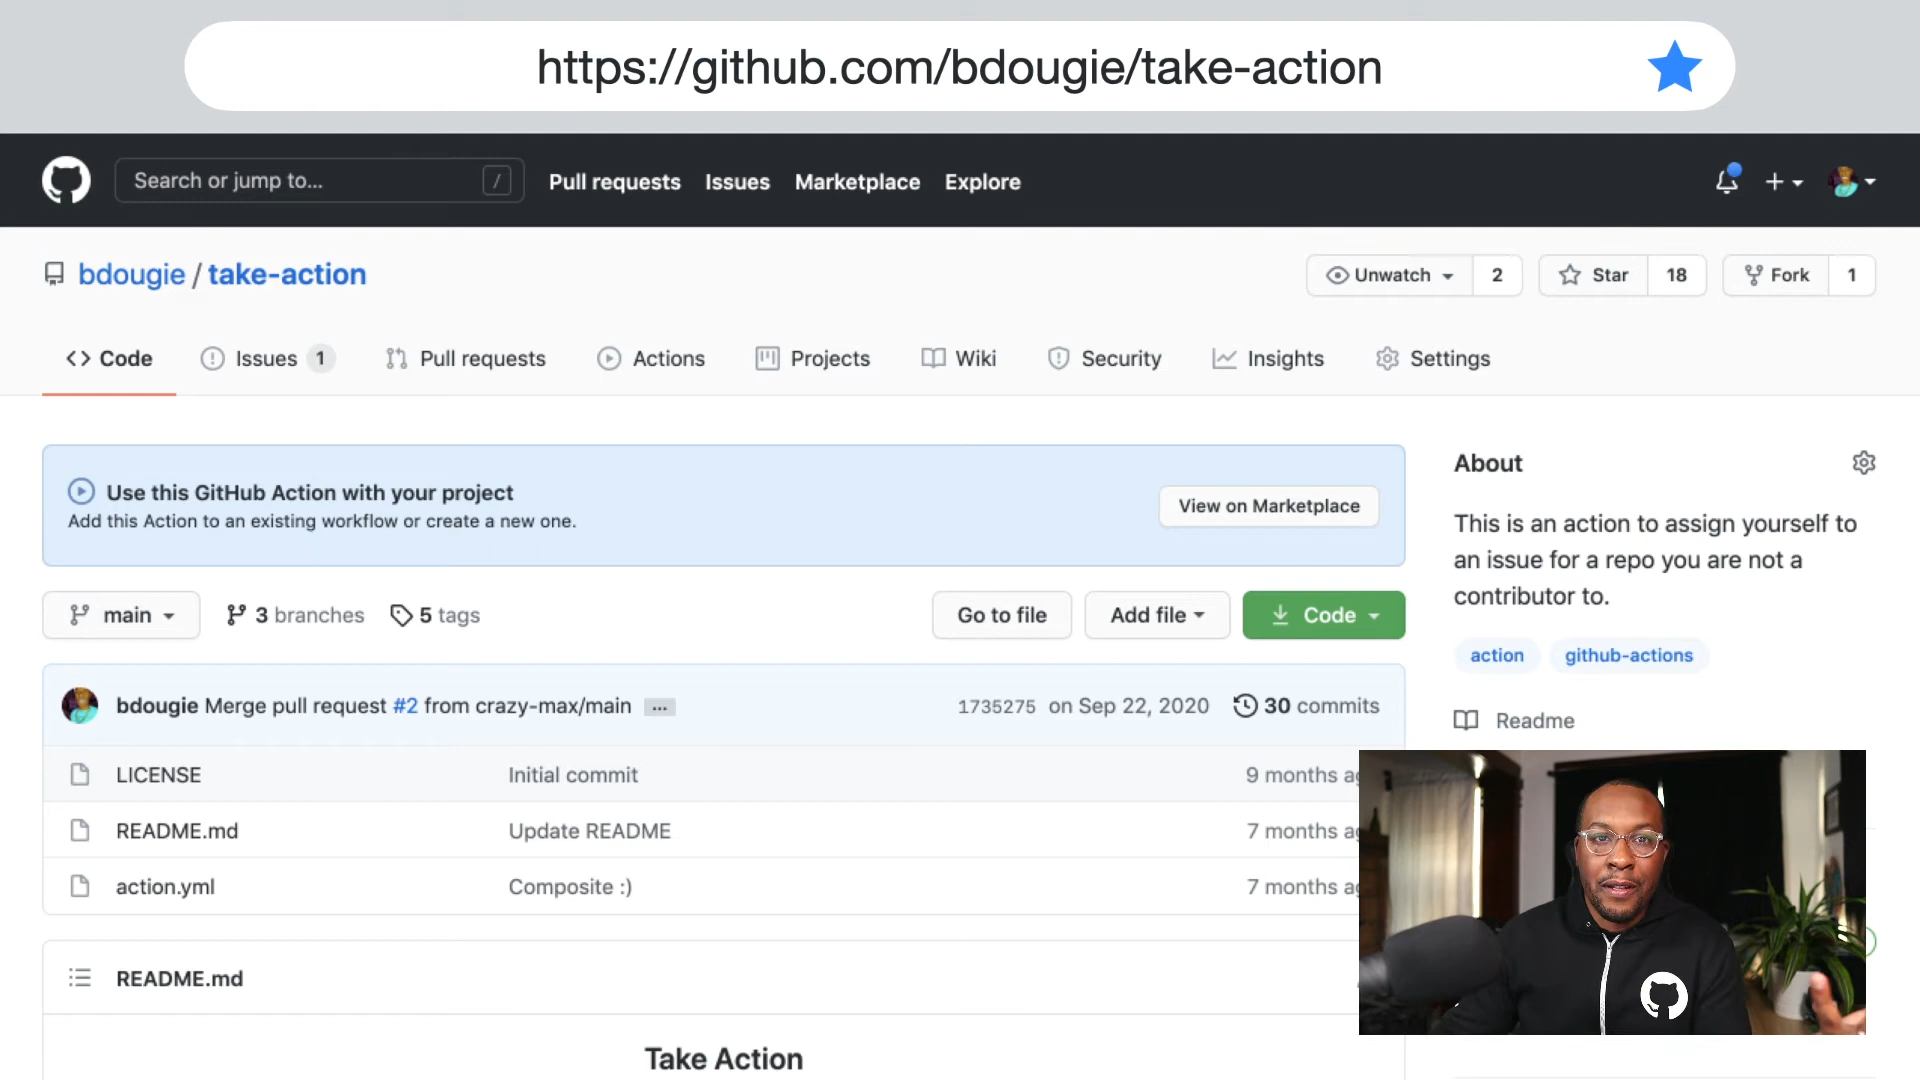 https://github.com/bdougie/take-action
Search or jump to... /
Pull requests Issues Marketplace Explore
bdougie / take-action
Unwatch 2 Star 18 Fork 1
Code Issues 1 Pull requests Actions Projects Wiki Security Insights Settings
Use this GitHub Action with your project
Add this Action to an existing workflow or create a new one.
View on Marketplace
About
This is an action to assign yourself to
an issue for a repo you are not a
contributor to.
action github-actions
Readme
main 3 branches 5 tags Go to file Add file Code
bdougie Merge pull request #2 from crazy-max/main ... 1735275 on Sep 22, 2020 30 commits
LICENSE Initial commit 9 months
README.md Update README 7 months
action.yml Composite :) 7 months
README.md
Take Action